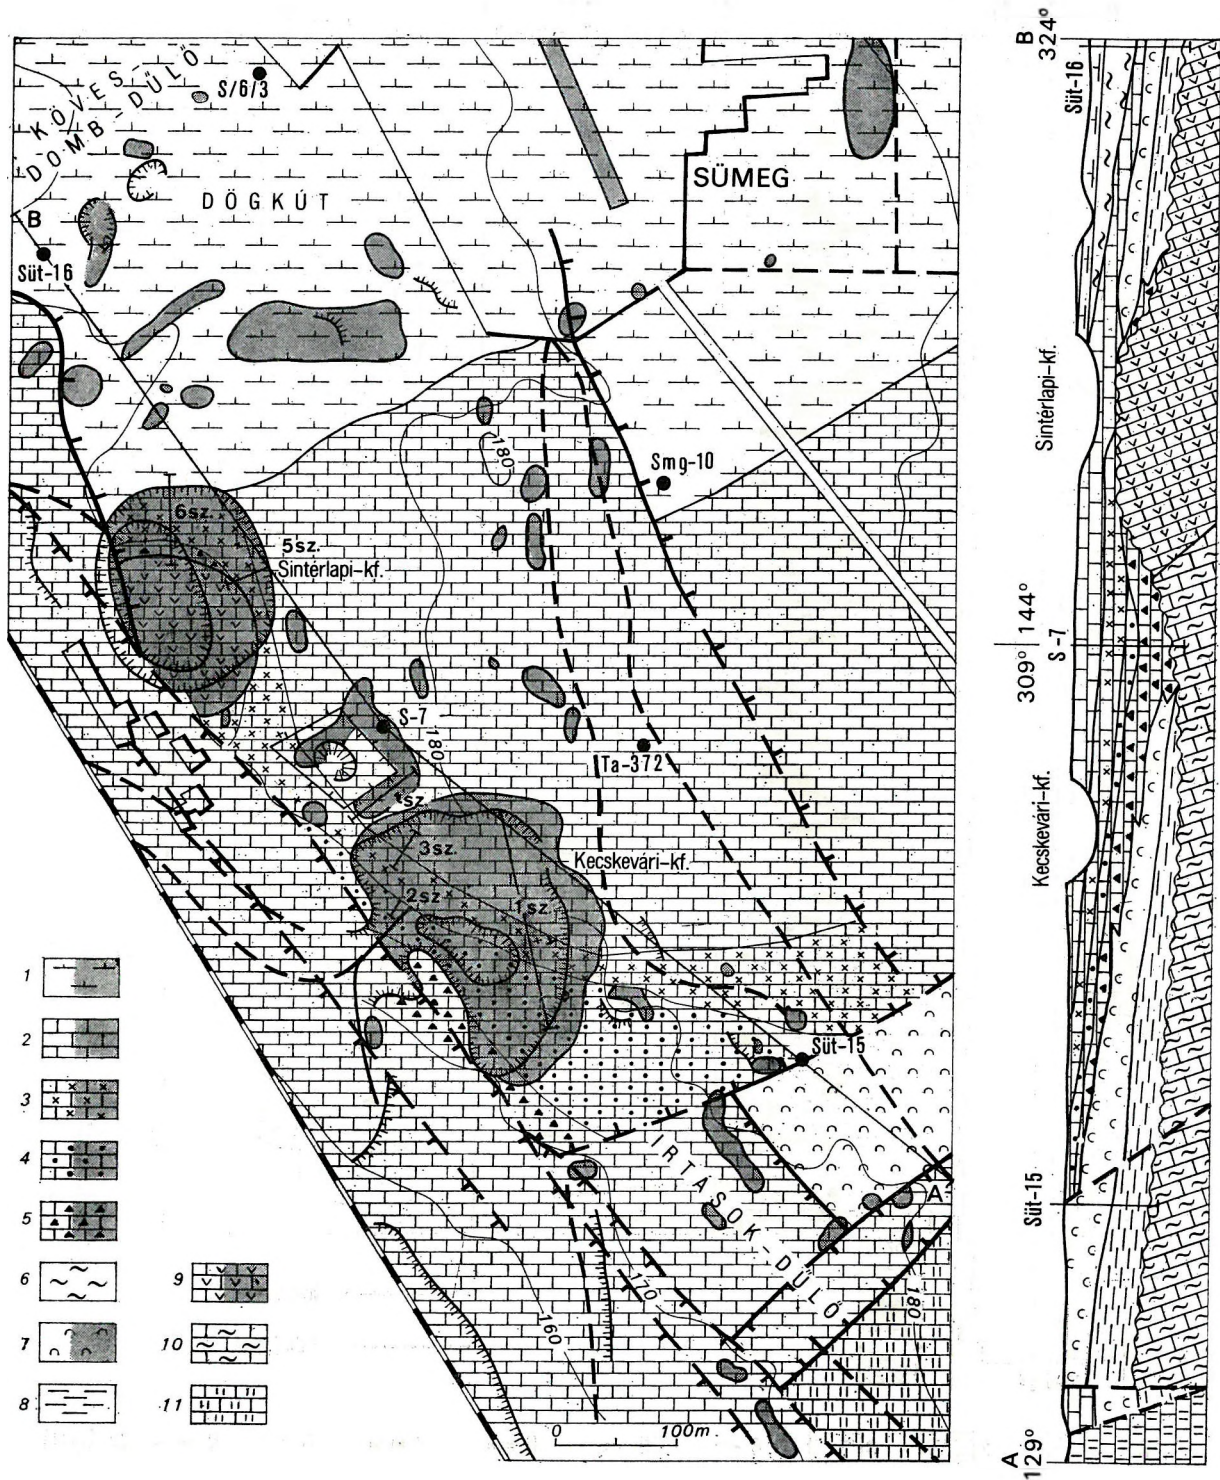 KÖVES-
DOMB-DŰLŐ
S/6/3
DÖGKÚT
SÜMEG
B
Süt-16
180
Smg-10
6sz.
5sz.
Sintérlapi-kf.
S-7
180
Ta-372
3sz.
Kecskevári-kf.
2sz
1sz.
Süt-15
IRTÁSOK-DŰLŐ
A
170
160
180
0 100m
1
2
3
4
5
6
7
8
9
10
11
B
324°
Süt-16
Sintérlapi-kf.
144°
309°
S-7
Kecskevári-kf.
Süt-15
A
129°